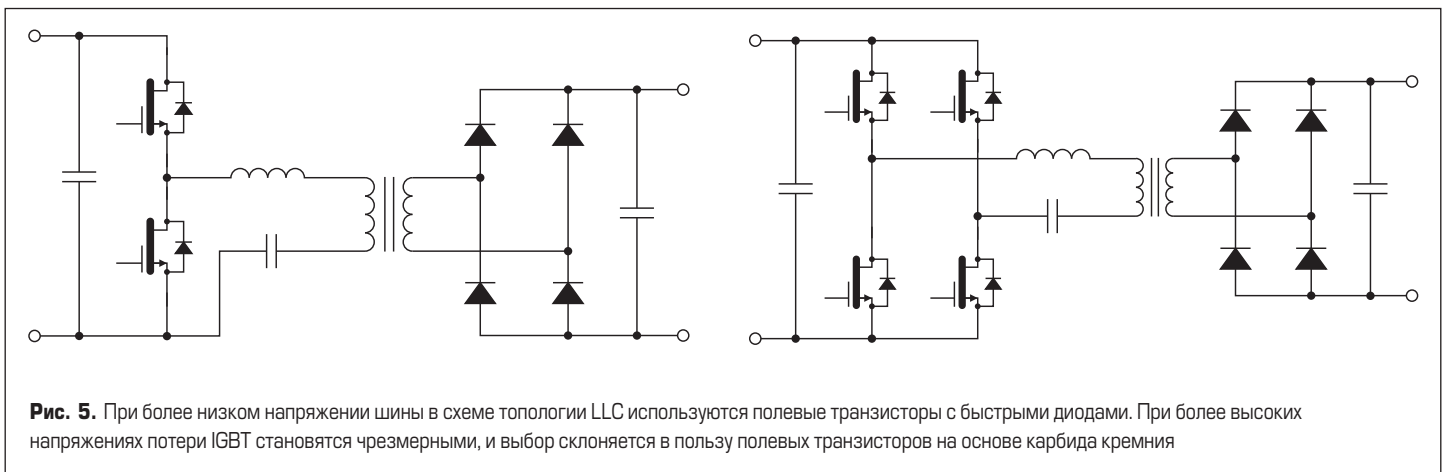 Рис. 5. При более низком напряжении шины в схеме топологии LLC используются полевые транзисторы с быстрыми диодами. При более высоких
напряжениях потери IGBT становятся чрезмерными, и выбор склоняется в пользу полевых транзисторов на основе карбида кремния